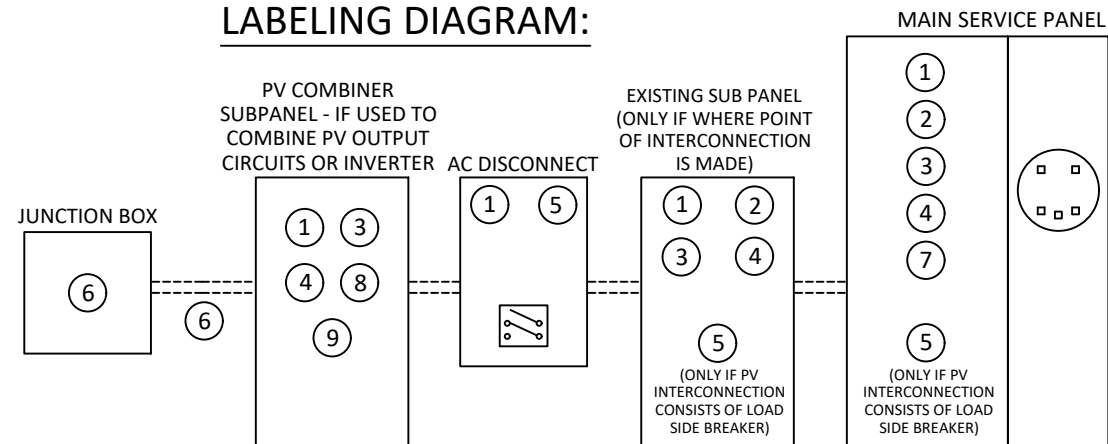 LABELING DIAGRAM:
MAIN SERVICE PANEL
PV COMBINER
SUBPANEL - IF USED TO
COMBINE PV OUTPUT
CIRCUITS OR INVERTER
AC DISCONNECT
EXISTING SUB PANEL
(ONLY IF WHERE POINT
OF INTERCONNECTION
IS MADE)
JUNCTION BOX
6
6
1 3
4 8
9
1 5
1 2
3 4
5
(ONLY IF PV
INTERCONNECTION
CONSISTS OF LOAD
SIDE BREAKER)
1
2
3
4
7
5
(ONLY IF PV
INTERCONNECTION
CONSISTS OF LOAD
SIDE BREAKER)